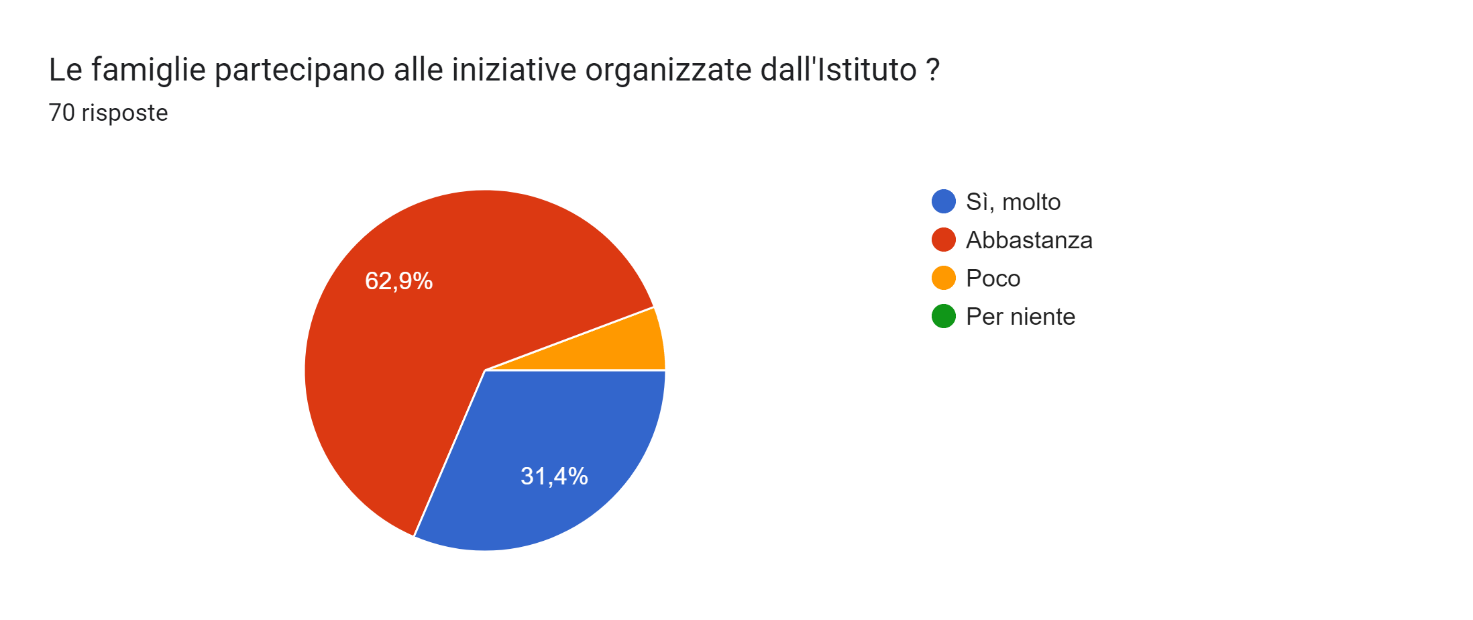 Le famiglie partecipano alle iniziative organizzate dall'Istituto ?
70 risposte
Sì, molto
Abbastanza
Poco
Per niente
62,9%
31,4%